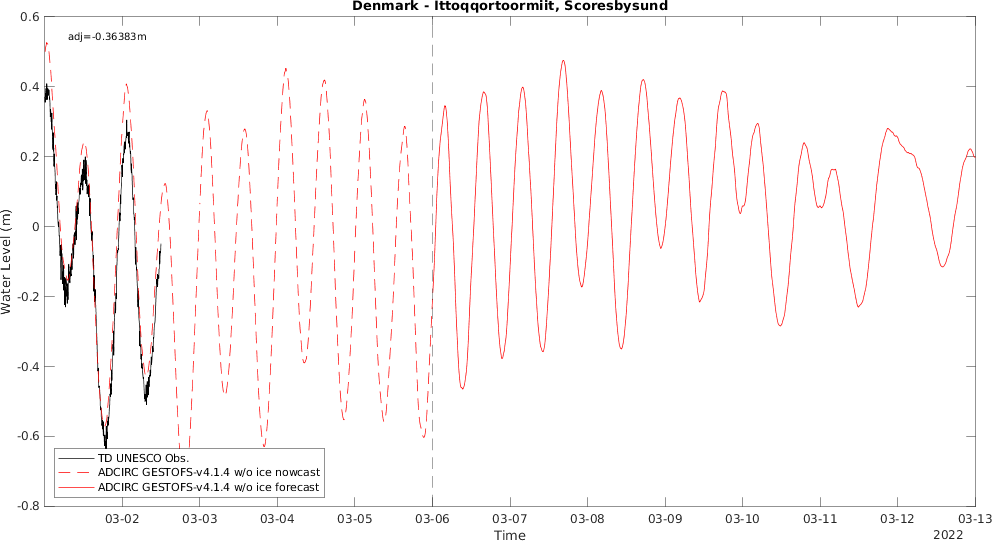 Denmark - Ittoqqortoormiit, Scoresbysund
adj=-0.36383m
0.6
0.4
0.2
0
-0.2
-0.4
-0.6
-0.8
Water Level (m)
TD UNESCO Obs.
ADCIRC GESTOFS-v4.1.4 w/o ice nowcast
ADCIRC GESTOFS-v4.1.4 w/o ice forecast
03-02 03-03 03-04 03-05 03-06 03-07 03-08 03-09 03-10 03-11 03-12 03-13
Time
2022